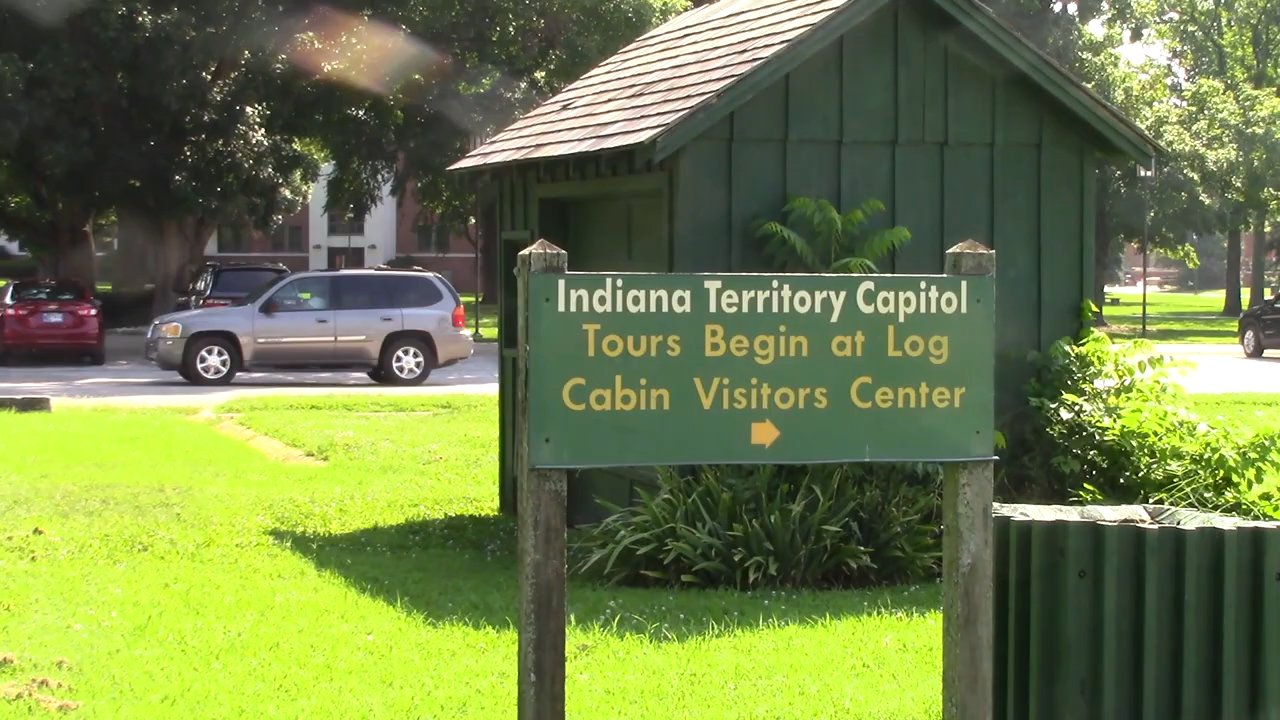 Indiana Territory Capitol
Tours Begin at Log
Cabin Visitors Center